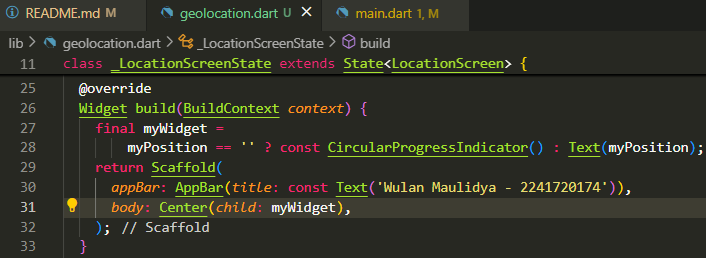 README.md M geolocation.dart U X main.dart 1, M
lib > geolocation.dart > _LocationScreenState > build
11 class _LocationScreenState extends State<LocationScreen> {
25 @override
26 Widget build(BuildContext context) {
27 final myWidget =
28 myPosition == '' ? const CircularProgressIndicator() : Text(myPosition);
29 return Scaffold(
30 appBar: AppBar(title: const Text('Wulan Maulidya - 2241720174')),
31 body: Center(child: myWidget),
32 ); // Scaffold
33 }